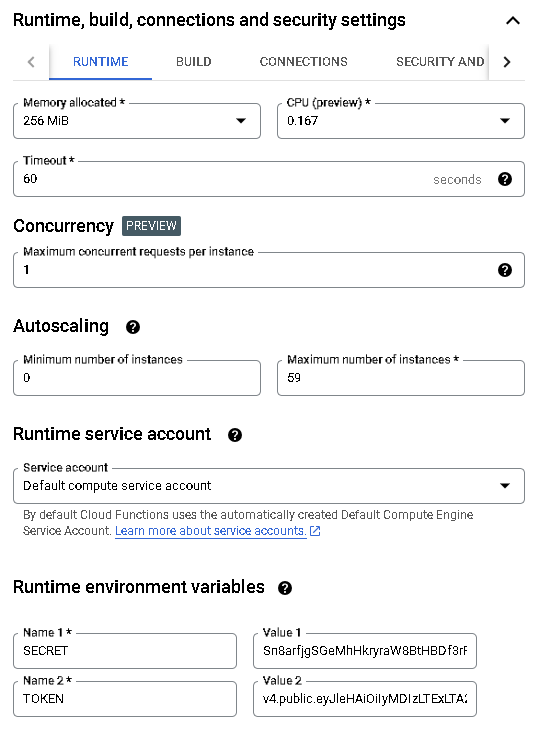 Runtime, build, connections and security settings
RUNTIME BUILD CONNECTIONS SECURITY AND
Memory allocated * CPU (preview) *
256 MiB 0.167
Timeout *
60 seconds
Concurrency PREVIEW
Maximum concurrent requests per instance
1
Autoscaling
Minimum number of instances Maximum number of instances *
0 59
Runtime service account
Service account
Default compute service account
By default Cloud Functions uses the automatically created Default Compute Engine
Service Account. Learn more about service accounts.
Runtime environment variables
Name 1 * Value 1
SECRET Sn8arfjgSGeMhHkryraW8BtHBDf3rF
Name 2 * Value 2
TOKEN v4.public.eyJleHAiOiIyMDIzLTExLTA2